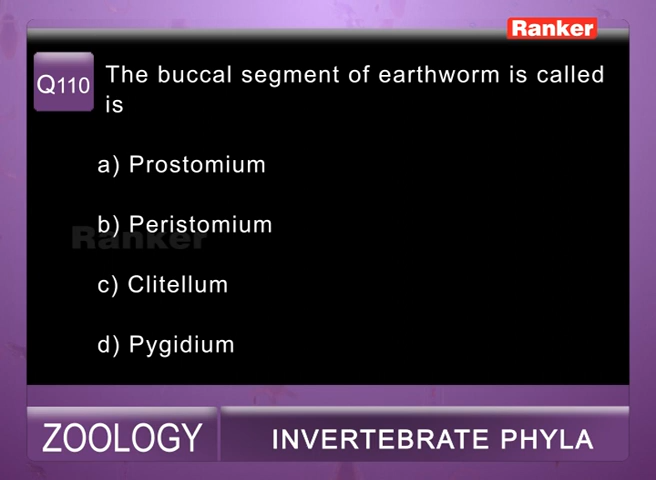 Ranker
Q110
The buccal segment of earthworm is called
is
a) Prostomium
b) Peristomium
Ranker
c) Clitellum
d) Pygidium
ZOOLOGY
INVERTEBRATE PHYLA